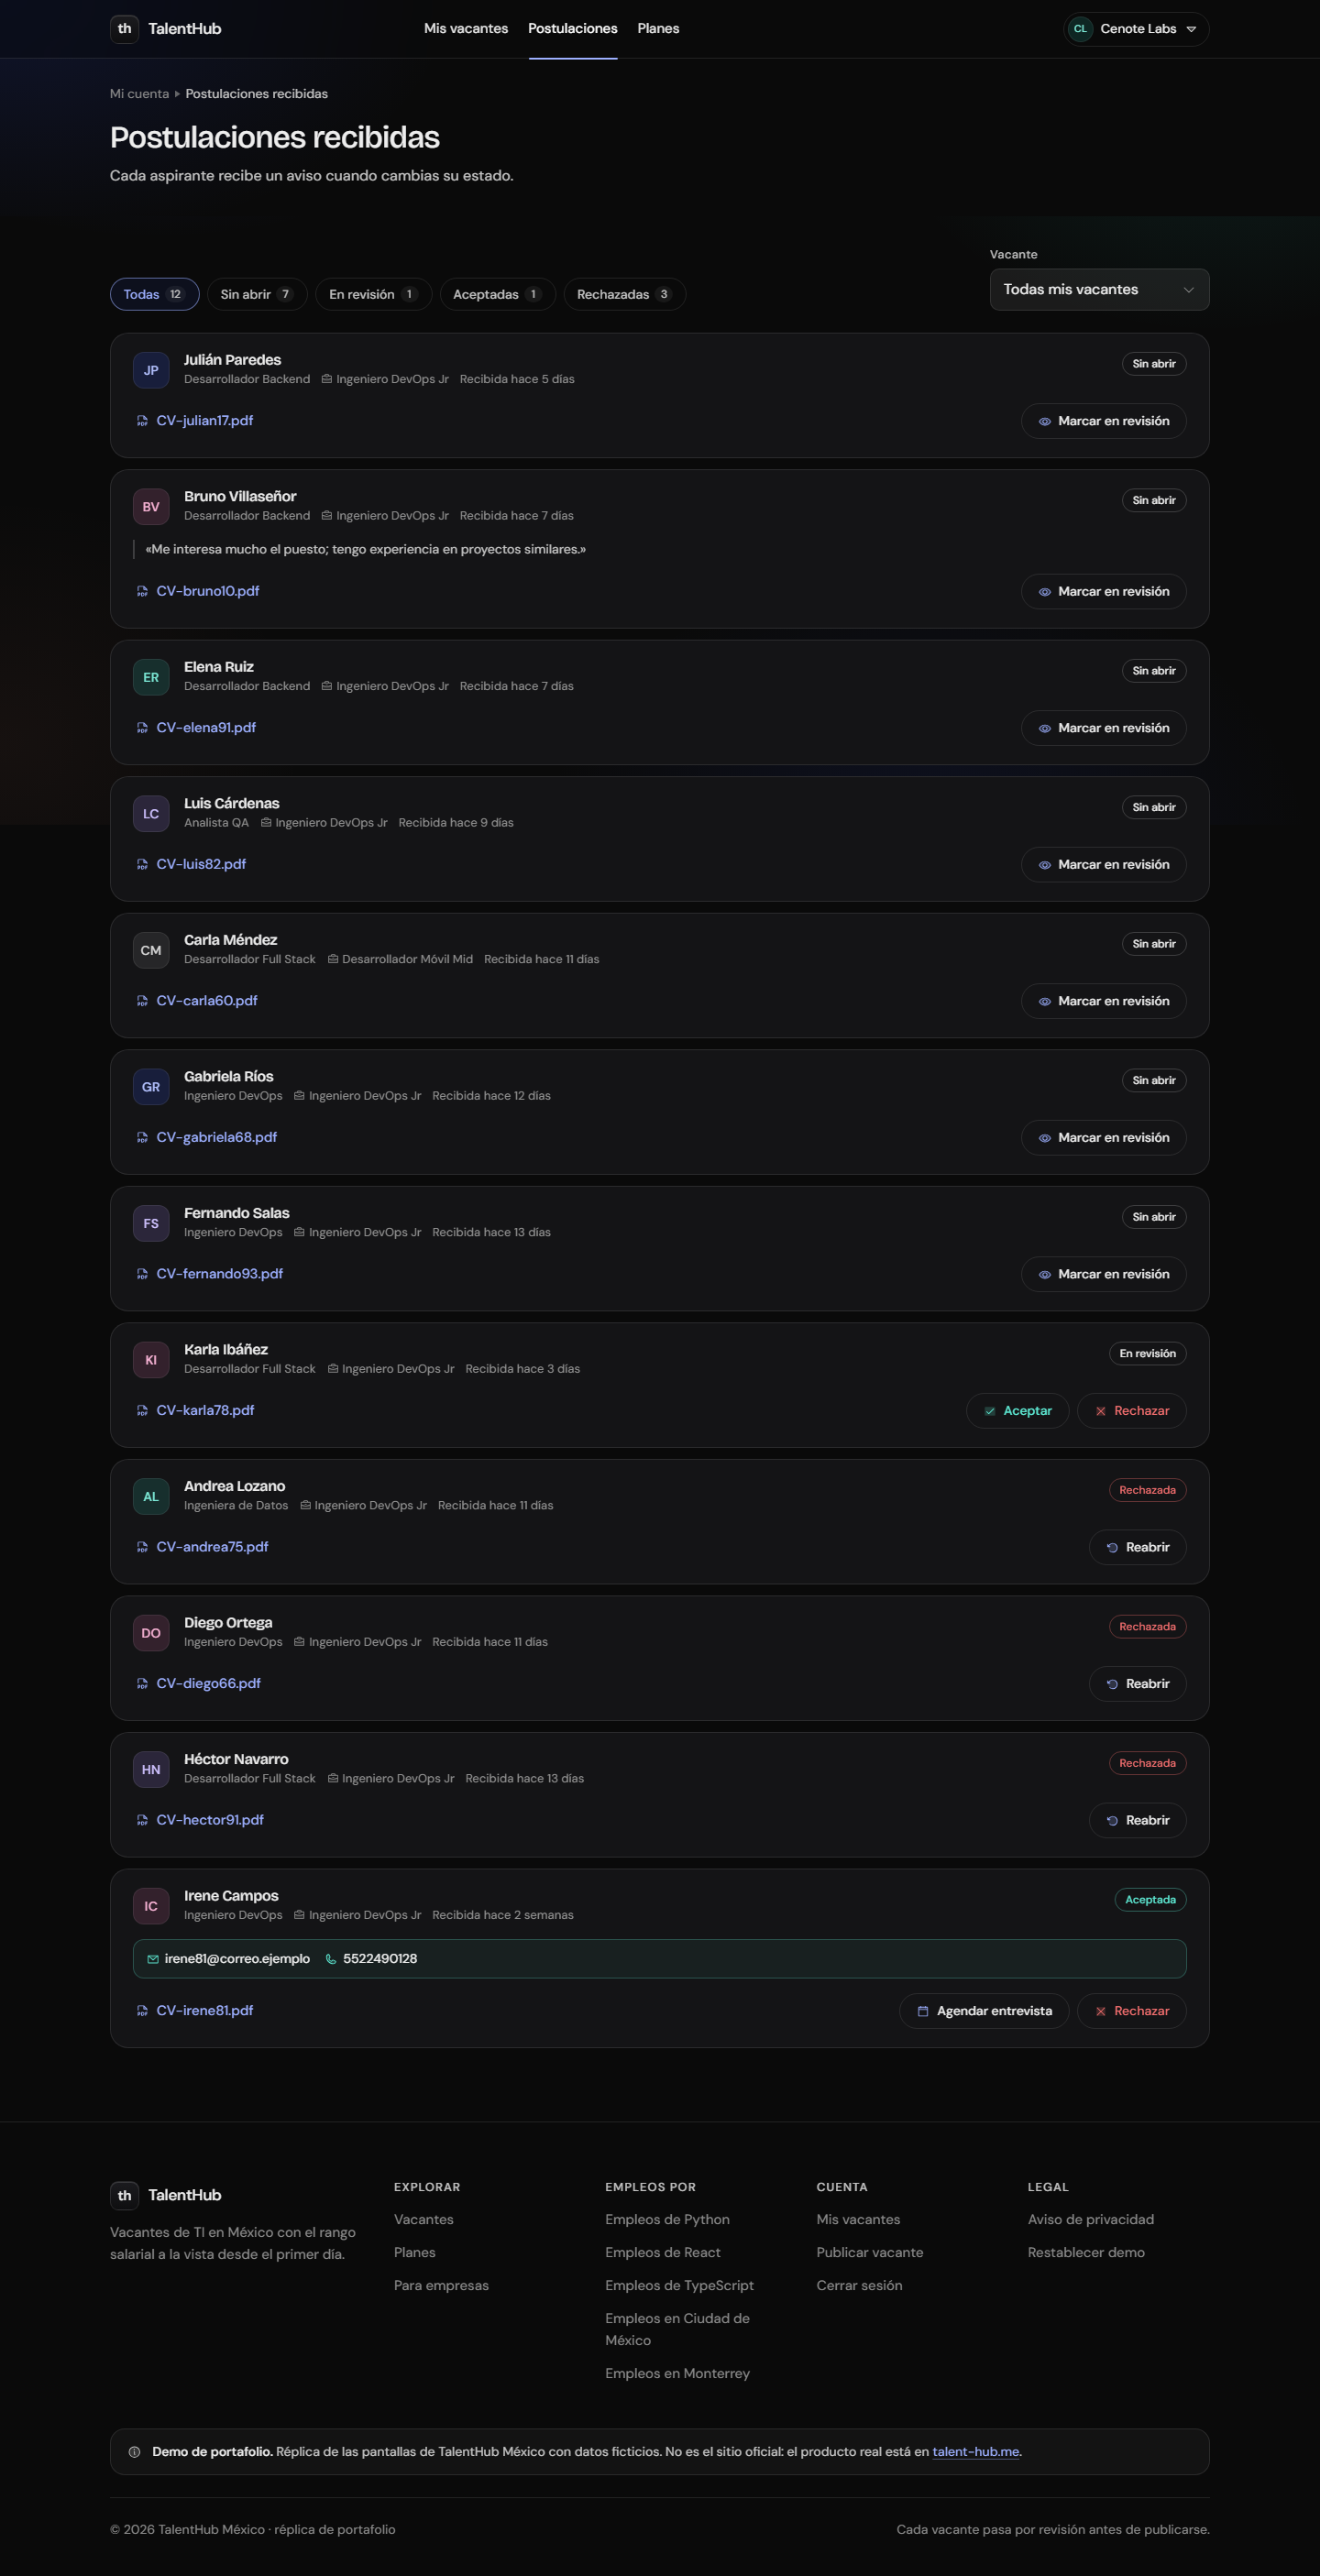 th TalentHub
Mis vacantes Postulaciones Planes
CL Cenote Labs
Mi cuenta Postulaciones recibidas
Postulaciones recibidas
Cada aspirante recibe un aviso cuando cambias su estado.
Vacante
Todas 12 Sin abrir 7 En revisión 1 Aceptadas 1 Rechazadas 3
Todas mis vacantes
JP Julián Paredes
Sin abrir
Desarrollador Backend Ingeniero DevOps Jr Recibida hace 5 días
CV-julian17.pdf
Marcar en revisión
BV Bruno Villaseñor
Sin abrir
Desarrollador Backend Ingeniero DevOps Jr Recibida hace 7 días
«Me interesa mucho el puesto; tengo experiencia en proyectos similares.»
CV-bruno10.pdf
Marcar en revisión
ER Elena Ruiz
Sin abrir
Desarrollador Backend Ingeniero DevOps Jr Recibida hace 7 días
CV-elena91.pdf
Marcar en revisión
LC Luis Cárdenas
Sin abrir
Analista QA Ingeniero DevOps Jr Recibida hace 9 días
CV-luis82.pdf
Marcar en revisión
CM Carla Méndez
Sin abrir
Desarrollador Full Stack Desarrollador Móvil Mid Recibida hace 11 días
CV-carla60.pdf
Marcar en revisión
GR Gabriela Ríos
Sin abrir
Ingeniero DevOps Ingeniero DevOps Jr Recibida hace 12 días
CV-gabriela68.pdf
Marcar en revisión
FS Fernando Salas
Sin abrir
Ingeniero DevOps Ingeniero DevOps Jr Recibida hace 13 días
CV-fernando93.pdf
Marcar en revisión
KI Karla Ibáñez
En revisión
Desarrollador Full Stack Ingeniero DevOps Jr Recibida hace 3 días
CV-karla78.pdf
Aceptar Rechazar
AL Andrea Lozano
Rechazada
Ingeniera de Datos Ingeniero DevOps Jr Recibida hace 11 días
CV-andrea75.pdf
Reabrir
DO Diego Ortega
Rechazada
Ingeniero DevOps Ingeniero DevOps Jr Recibida hace 11 días
CV-diego66.pdf
Reabrir
HN Héctor Navarro
Rechazada
Desarrollador Full Stack Ingeniero DevOps Jr Recibida hace 13 días
CV-hector91.pdf
Reabrir
IC Irene Campos
Aceptada
Ingeniero DevOps Ingeniero DevOps Jr Recibida hace 2 semanas
irene81@correo.ejemplo 5522490128
CV-irene81.pdf
Agendar entrevista Rechazar
th TalentHub
Vacantes de TI en México con el rango
salarial a la vista desde el primer día.
EXPLORAR
Vacantes
Planes
Para empresas
EMPLEOS POR
Empleos de Python
Empleos de React
Empleos de TypeScript
Empleos en Ciudad de
México
Empleos en Monterrey
CUENTA
Mis vacantes
Publicar vacante
Cerrar sesión
LEGAL
Aviso de privacidad
Restablecer demo
Demo de portafolio. Réplica de las pantallas de TalentHub México con datos ficticios. No es el sitio oficial: el producto real está en talent-hub.me.
© 2026 TalentHub México · réplica de portafolio
Cada vacante pasa por revisión antes de publicarse.